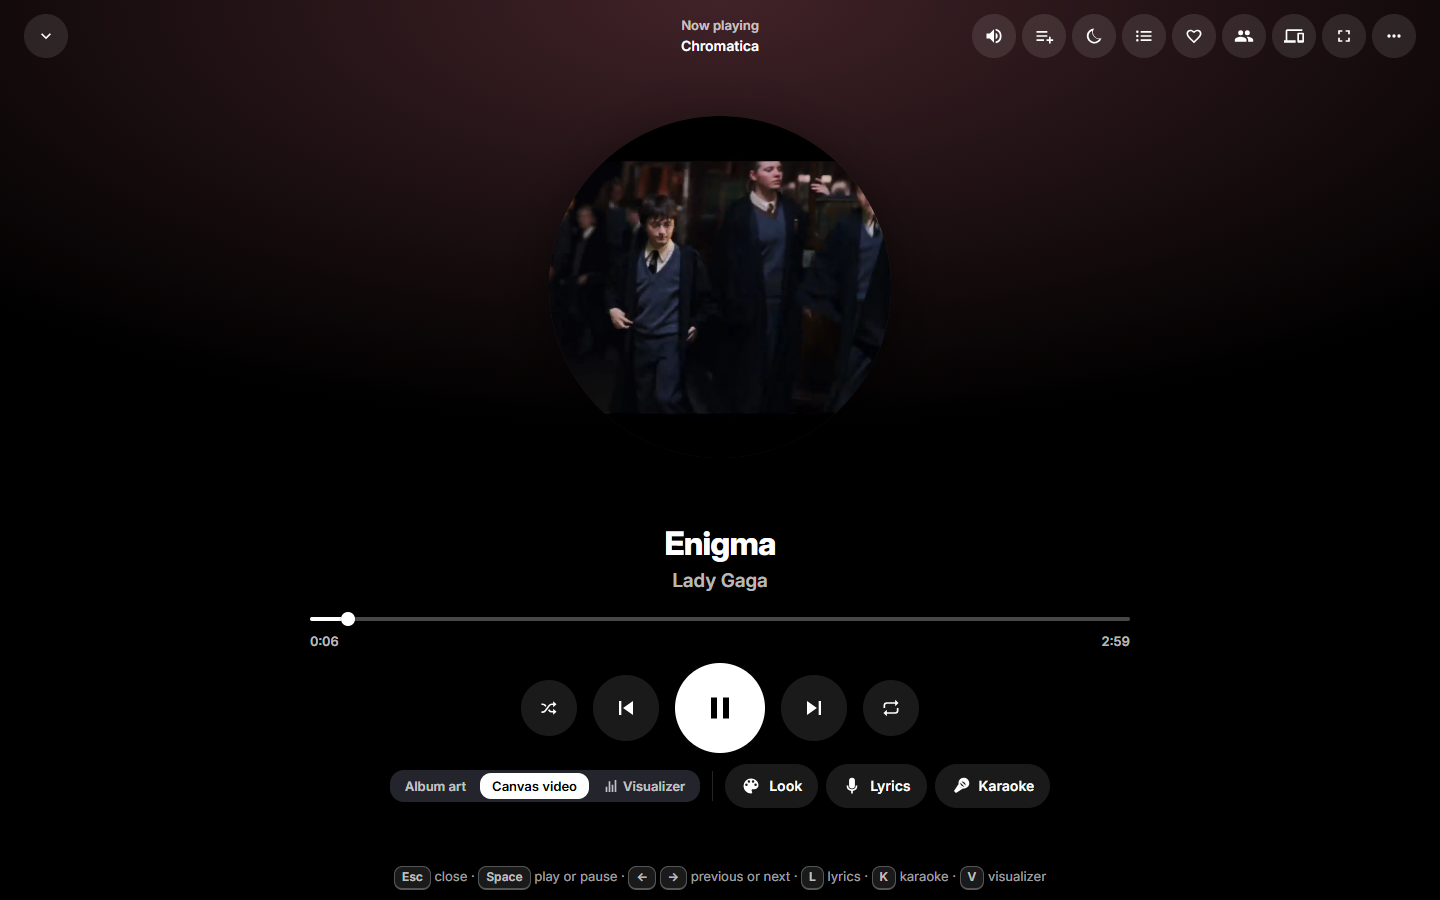 Now playing
Chromatica
Enigma
Lady Gaga
0:06 2:59
Album art Canvas video Visualizer Look Lyrics Karaoke
Esc close · Space play or pause · ← → previous or next · L lyrics · K karaoke · V visualizer